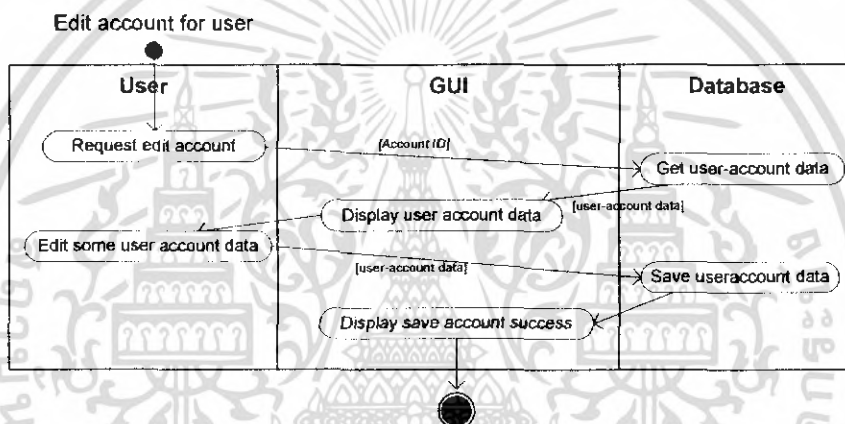 Edit account for user
User
GUI
Database
Request edit account
[Account ID]
Get user-account data
[user-account data]
Display user account data
Edit some user account data
[user-account data]
Save useraccount data
Display save account success